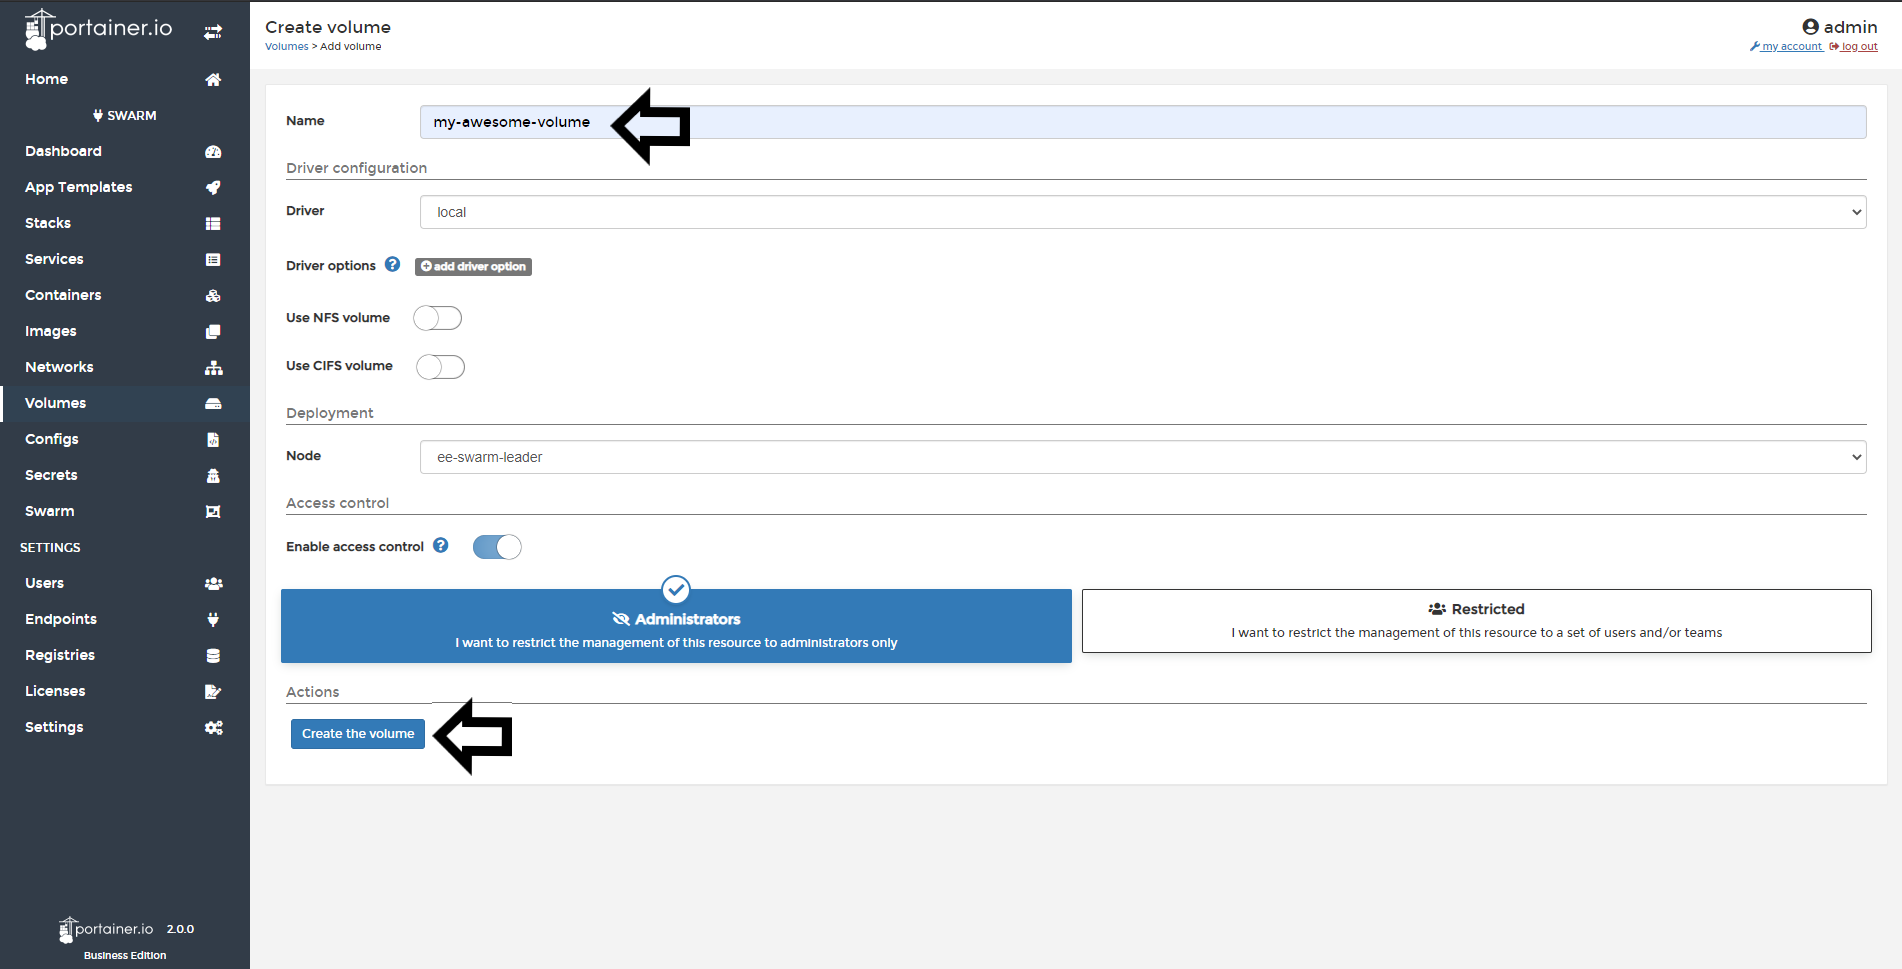 portainer.io
Home
SWARM
Dashboard
App Templates
Stacks
Services
Containers
Images
Networks
Volumes
Configs
Secrets
Swarm
SETTINGS
Users
Endpoints
Registries
Licenses
Settings
portainer.io 2.0.0
Business Edition
Create volume
Volumes > Add volume
admin
my account log out
Name my-awesome-volume
Driver configuration
Driver local
Driver options ? add driver option
Use NFS volume
Use CIFS volume
Deployment
Node ee-swarm-leader
Access control
Enable access control ?
Administrators
I want to restrict the management of this resource to administrators only
Restricted
I want to restrict the management of this resource to a set of users and/or teams
Actions
Create the volume